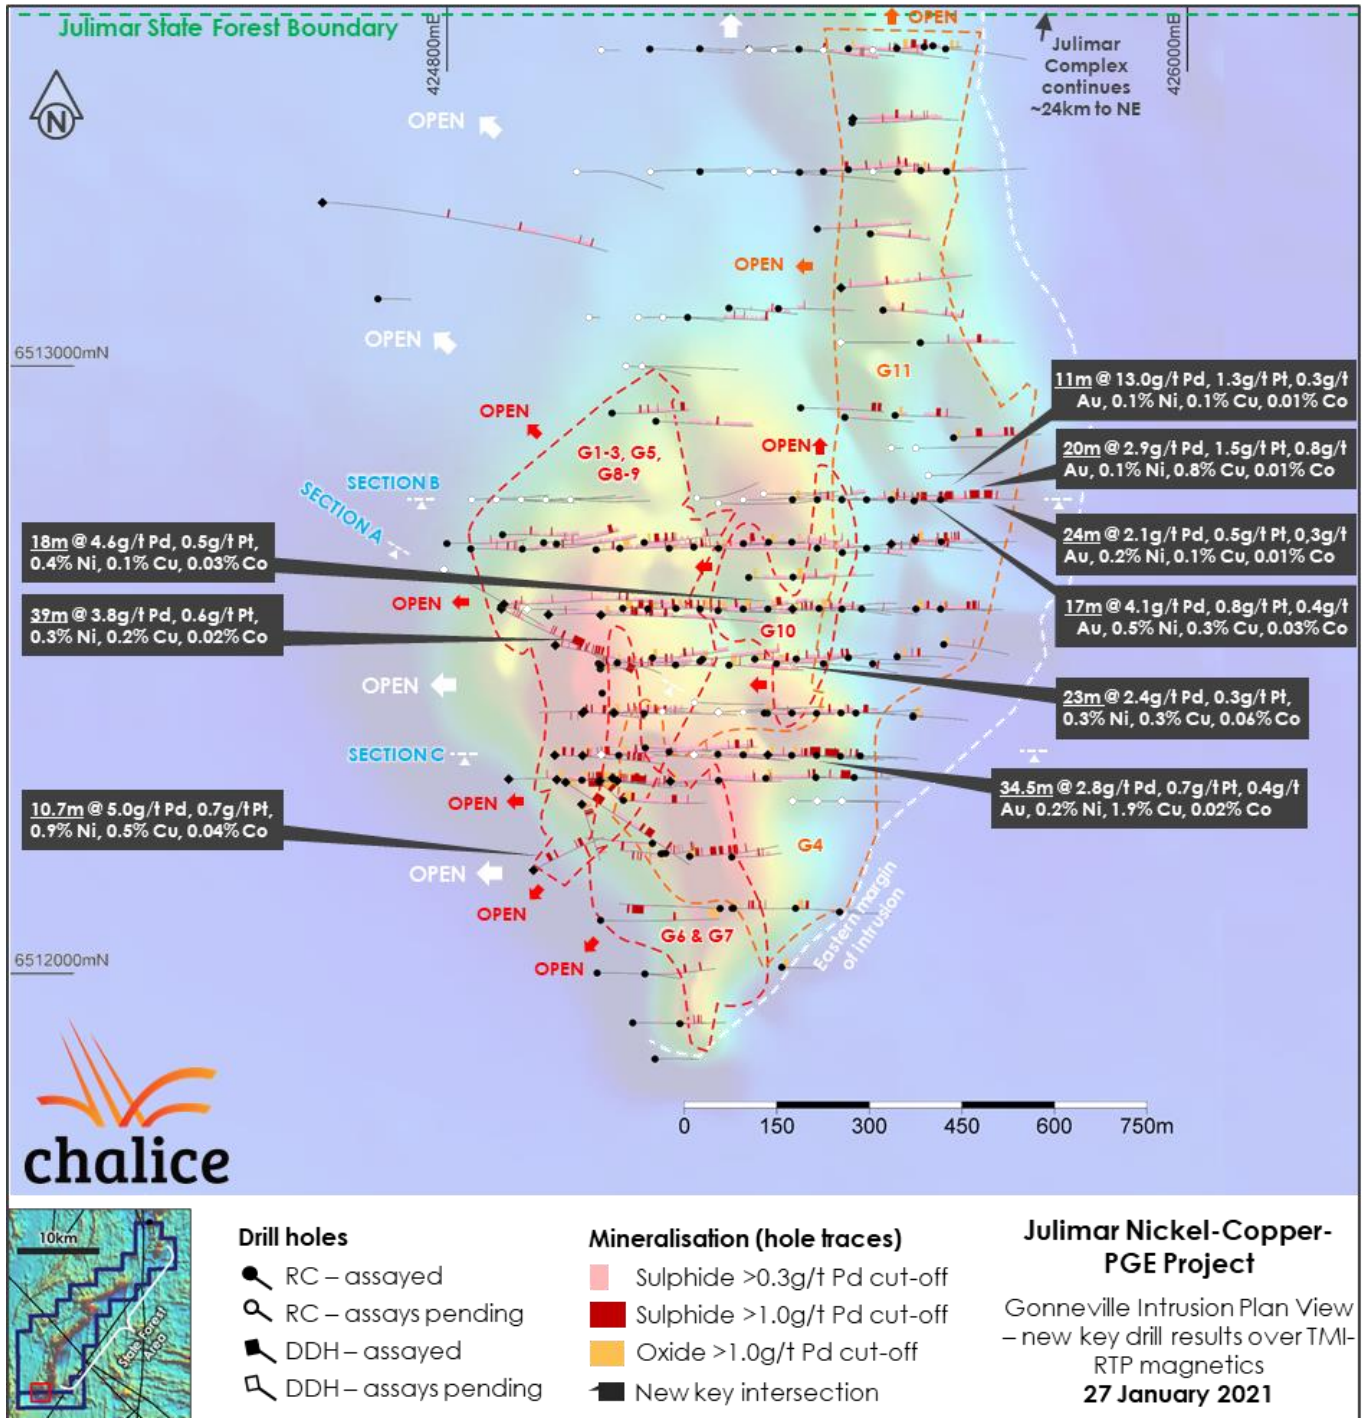 Julimar State Forest Boundary
424800mE
OPEN
426000mE
Julimar
Complex
continues
~24km to NE
N
OPEN
OPEN
OPEN
6513000mN
G11
11m @ 13.0g/t Pd, 1.3g/t Pt, 0.3g/t
Au, 0.1% Ni, 0.1% Cu, 0.01% Co
OPEN
OPEN
20m @ 2.9g/t Pd, 1.5g/t Pt, 0.8g/t
Au, 0.1% Ni, 0.8% Cu, 0.01% Co
G1-3, G5,
G8-9
SECTION B
SECTION A
24m @ 2.1g/t Pd, 0.5g/t Pt, 0.3g/t
Au, 0.2% Ni, 0.1% Cu, 0.01% Co
18m @ 4.6g/t Pd, 0.5g/t Pt,
0.4% Ni, 0.1% Cu, 0.03% Co
OPEN
17m @ 4.1g/t Pd, 0.8g/t Pt, 0.4g/t
Au, 0.5% Ni, 0.3% Cu, 0.03% Co
39m @ 3.8g/t Pd, 0.6g/t Pt,
0.3% Ni, 0.2% Cu, 0.02% Co
G10
OPEN
23m @ 2.4g/t Pd, 0.3g/t Pt,
0.3% Ni, 0.3% Cu, 0.06% Co
SECTION C
34.5m @ 2.8g/t Pd, 0.7g/t Pt, 0.4g/t
Au, 0.2% Ni, 1.9% Cu, 0.02% Co
OPEN
10.7m @ 5.0g/t Pd, 0.7g/t Pt,
0.9% Ni, 0.5% Cu, 0.04% Co
G4
OPEN
OPEN
G6 & G7
Eastern margin
of intrusion
OPEN
6512000mN
0 150 300 450 600 750m
chalice
10km
State Forest
Area
Drill holes
RC – assayed
RC – assays pending
DDH – assayed
DDH – assays pending
Mineralisation (hole traces)
Sulphide >0.3g/t Pd cut-off
Sulphide >1.0g/t Pd cut-off
Oxide >1.0g/t Pd cut-off
New key intersection
Julimar Nickel-Copper-
PGE Project
Gonneville Intrusion Plan View
– new key drill results over TMI-
RTP magnetics
27 January 2021